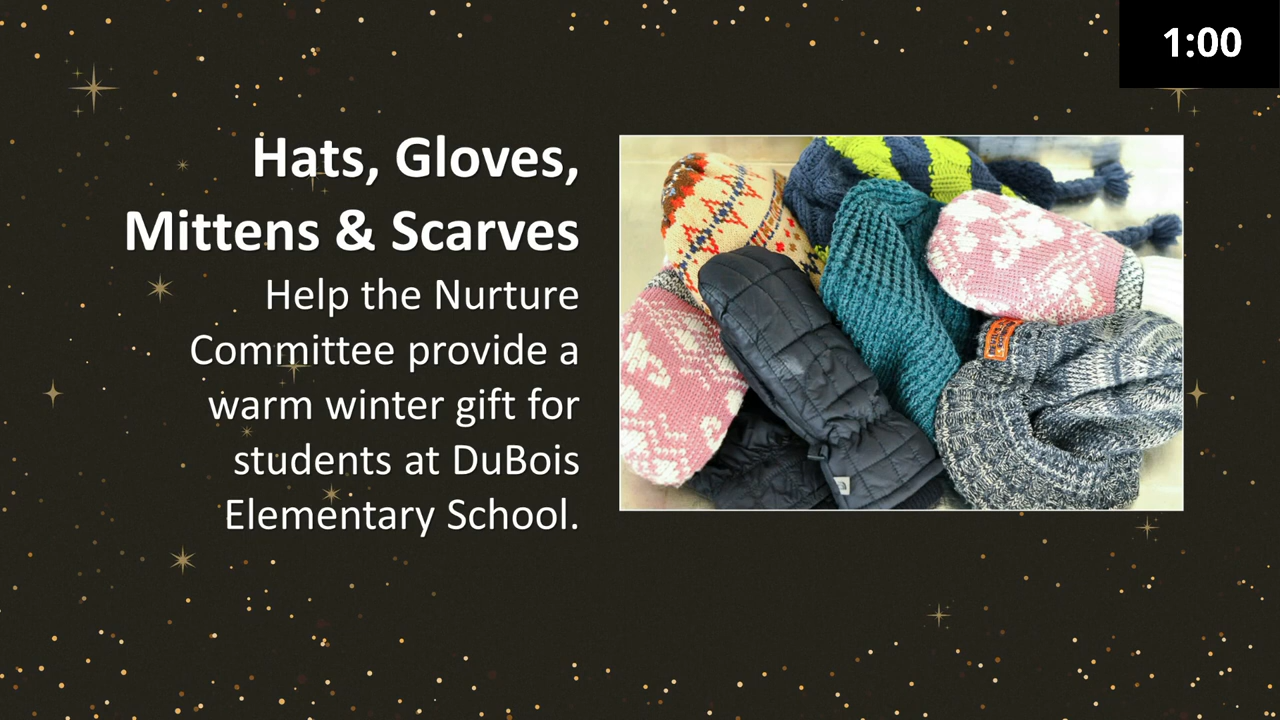 1:00
Hats, Gloves,
Mittens & Scarves
Help the Nurture
Committee provide a
warm winter gift for
students at DuBois
Elementary School.